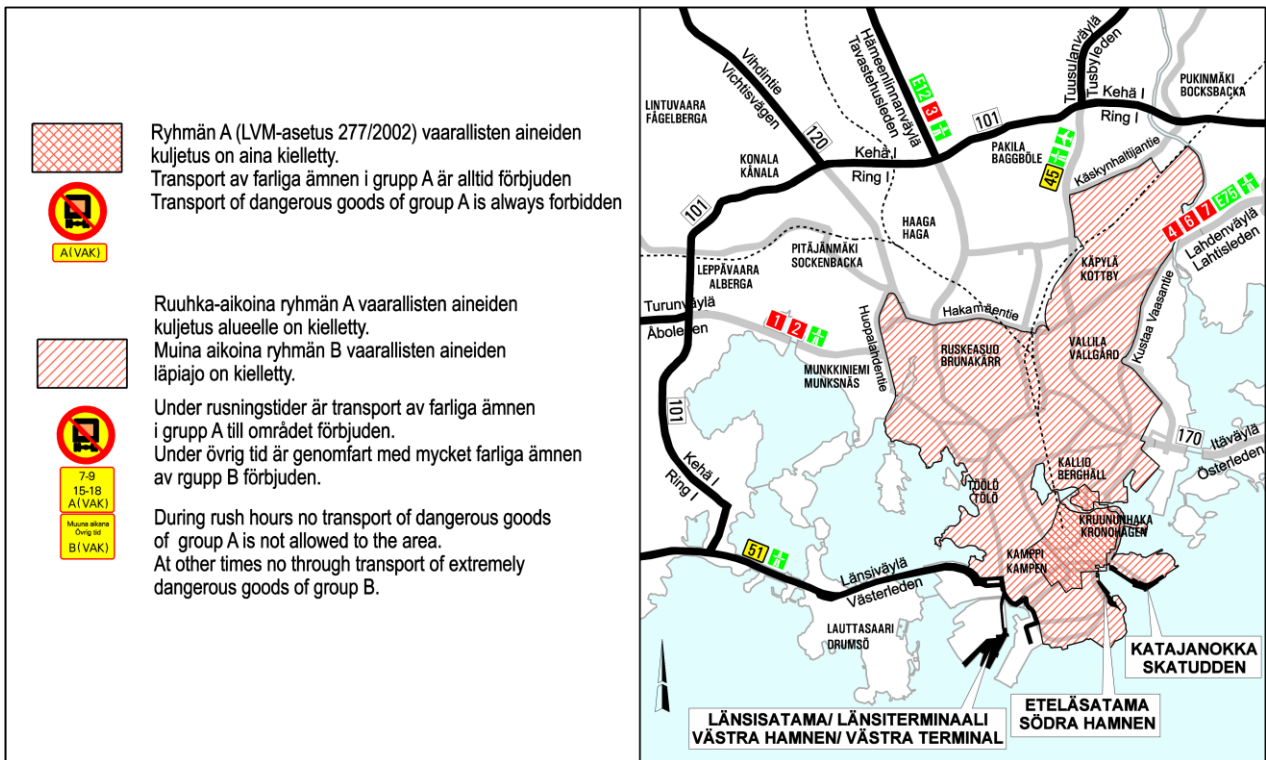 Ryhmän A (LVM-asetus 277/2002) vaarallisten aineiden
kuljetus on aina kielletty.
Transport av farliga ämnen i grupp A är alltid förbjuden
Transport of dangerous goods of group A is always forbidden
A(VAK)
Ruuhka-aikoina ryhmän A vaarallisten aineiden
kuljetus alueelle on kielletty.
Muina aikoina ryhmän B vaarallisten aineiden
läpiajo on kielletty.
Under rusningstider är transport av farliga ämnen
i grupp A till området förbjuden.
Under övrig tid är genomfart med mycket farliga ämnen
av rgupp B förbjuden.
7-9
15-18
A(VAK)
Muuna aikana
Övrig tid
B(VAK)
During rush hours no transport of dangerous goods
of group A is not allowed to the area.
At other times no through transport of extremely
dangerous goods of group B.
Vihdintie
Vichtisvägen
Hämeenlinnanväylä
Tavastehusleden
E12
3
Tuusulanväylä
Tusbyleden
PUKINMÄKI
BOCKSBACKA
LINTUVAARA
FÅGELBERGA
120
101
Kehä I
Ring I
KONALA
KÅNALA
Kehä I
Ring I
PAKILA
BAGGBÖLE
45
Käskynhaltijantie
101
HAAGA
HAGA
4
6
7
E75
Lahdenväylä
Lahtisleden
PITÄJÄNMÄKI
SOCKENBACKA
KÄPYLÄ
KOTTBY
LEPPÄVAARA
ALBERGA
Turunväylä
Åboleden
1
2
Huopalahdentie
Hakamäentie
Kustaa Vaasantie
RUSKEASUO
BRUNAKÄRR
VALLILA
VALLGÅRD
MUNKKINIEMI
MUNKSNÄS
101
170
Itäväylä
Österleden
Kehä I
Ring I
KALLIO
BERGHÄLL
TÖÖLÖ
TÖLÖ
KRUUNUNHAKA
KRONOHAGEN
51
KAMPPI
KAMPEN
Länsiväylä
Västerleden
LAUTTASAARI
DRUMSÖ
KATAJANOKKA
SKATUDDEN
ETELÄSATAMA
SÖDRA HAMNEN
LÄNSISATAMA/ LÄNSITERMINAALI
VÄSTRA HAMNEN/ VÄSTRA TERMINAL